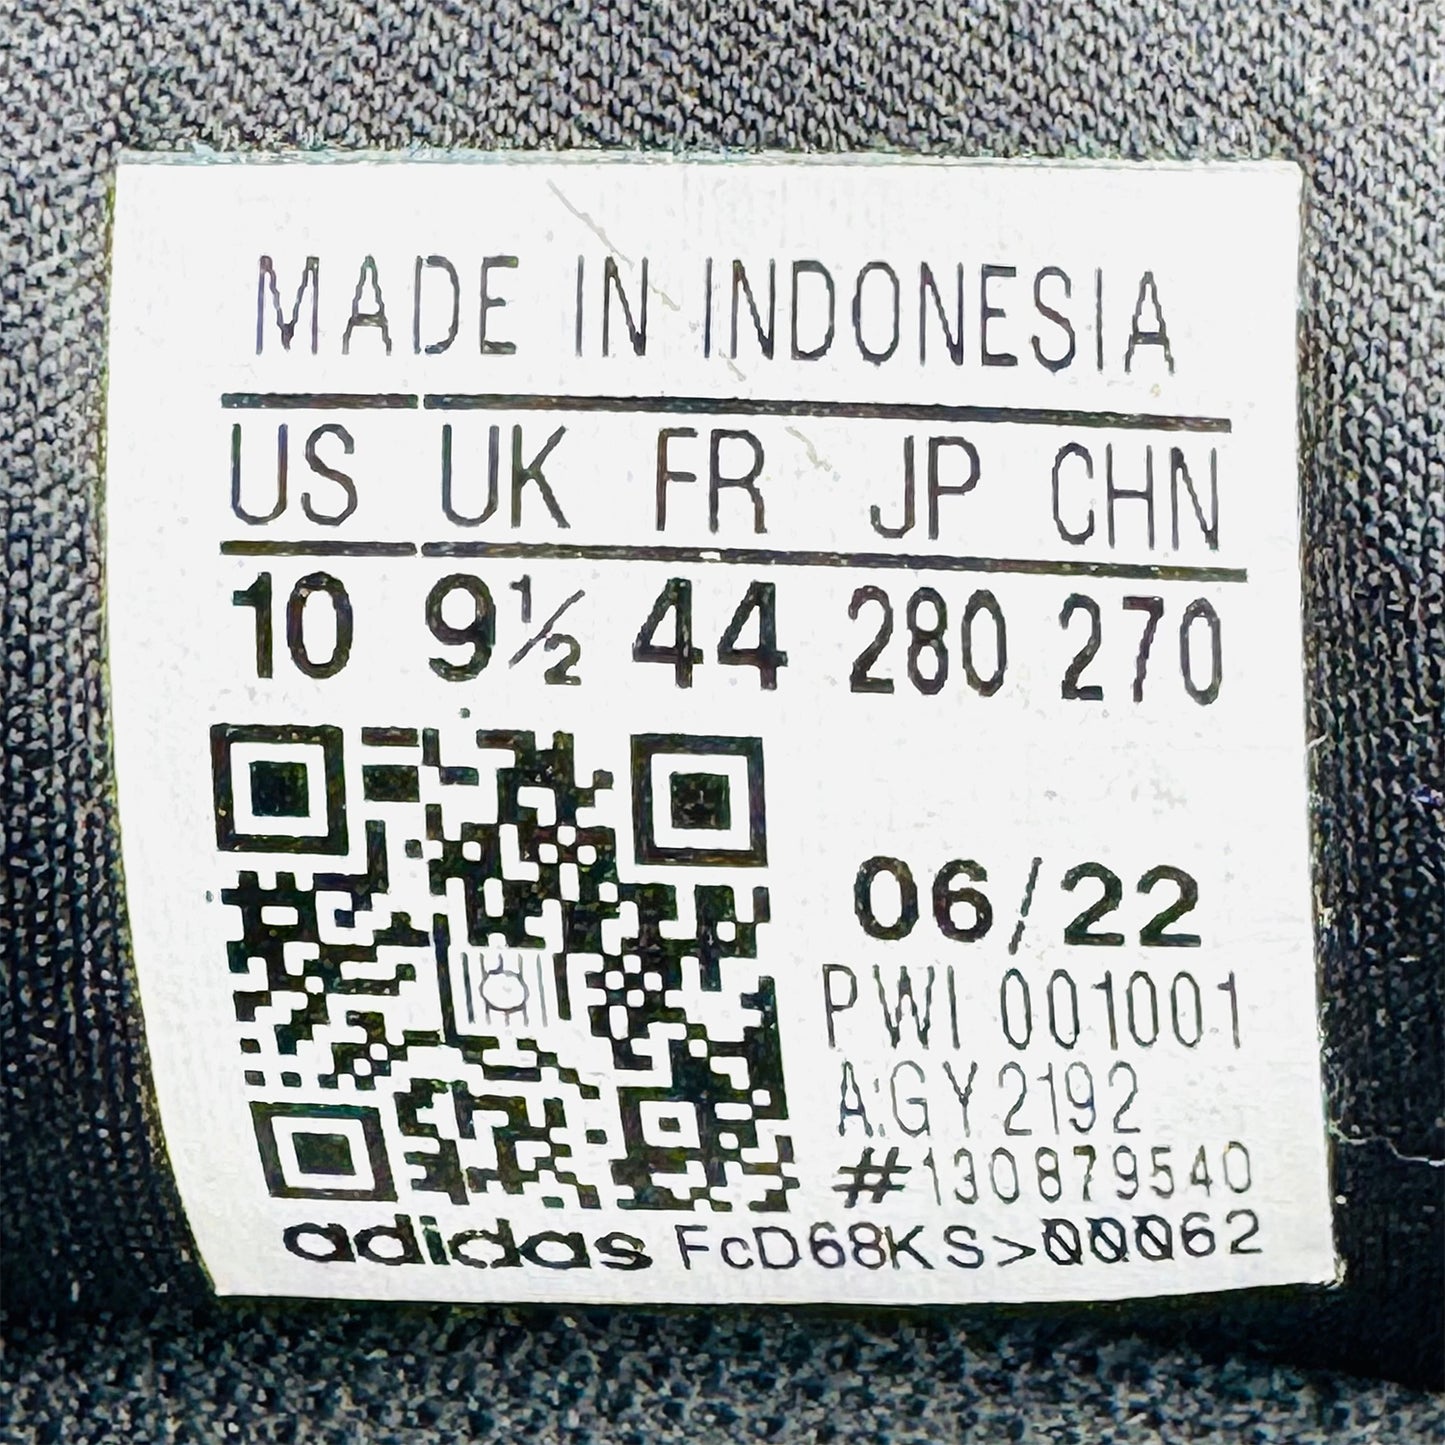 MADE IN INDONESIA
US UK FR JP CHN
10 9½ 44 280 270
06/22
PWI 001001
A:GY2192
#130879540
adidas FcD68KS>00062